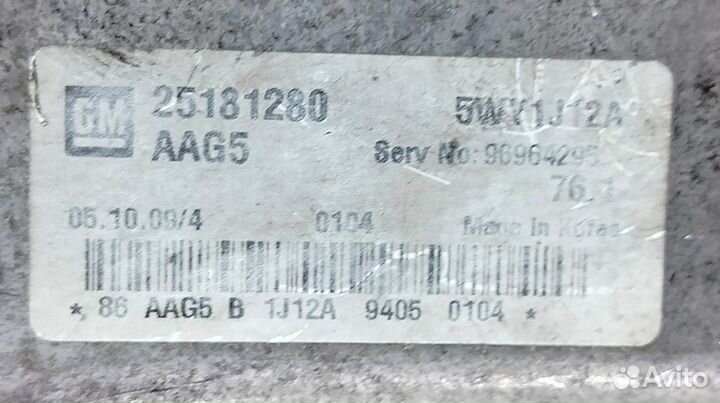 GM 25181280 5WY1J12A
AAG5 Serv No: 96964295
76.1
05.10.09/4 0104 Made in Korea
* 86 AAG5 B 1J12A 9405 0104 *
Avito